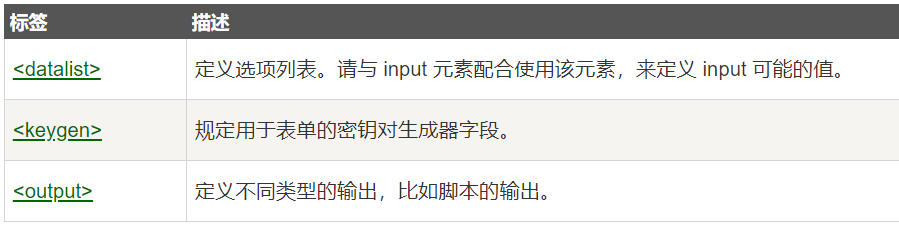 标签 描述
<datalist> 定义选项列表。请与 input 元素配合使用该元素，来定义 input 可能的值。
<keygen> 规定用于表单的密钥对生成器字段。
<output> 定义不同类型的输出，比如脚本的输出。